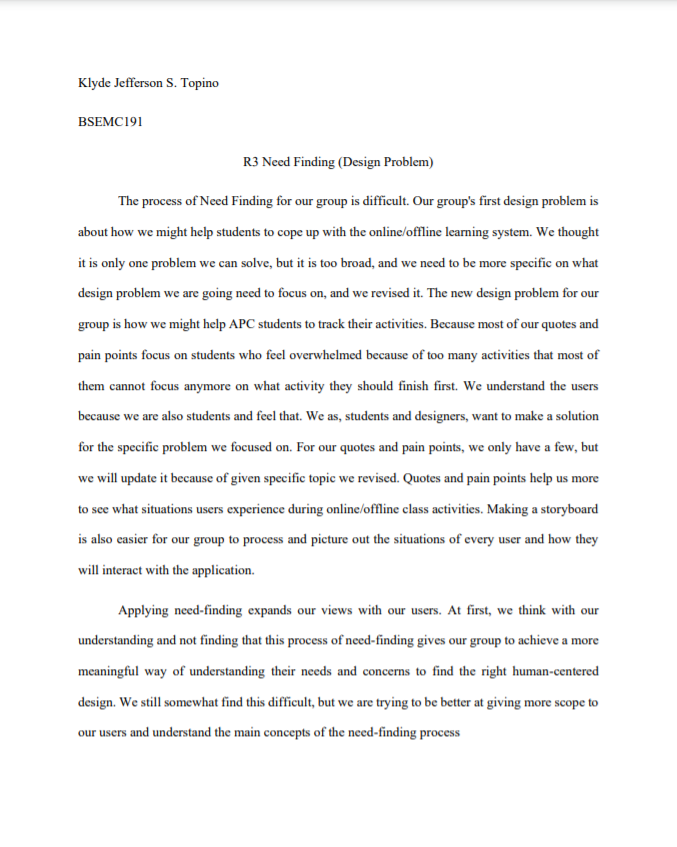 Klyde Jefferson S. Topino
BSEMC191
R3 Need Finding (Design Problem)
The process of Need Finding for our group is difficult. Our group's first design problem is
about how we might help students to cope up with the online/offline learning system. We thought
it is only one problem we can solve, but it is too broad, and we need to be more specific on what
design problem we are going need to focus on, and we revised it. The new design problem for our
group is how we might help APC students to track their activities. Because most of our quotes and
pain points focus on students who feel overwhelmed because of too many activities that most of
them cannot focus anymore on what activity they should finish first. We understand the users
because we are also students and feel that. We as, students and designers, want to make a solution
for the specific problem we focused on. For our quotes and pain points, we only have a few, but
we will update it because of given specific topic we revised. Quotes and pain points help us more
to see what situations users experience during online/offline class activities. Making a storyboard
is also easier for our group to process and picture out the situations of every user and how they
will interact with the application.
Applying need-finding expands our views with our users. At first, we think with our
understanding and not finding that this process of need-finding gives our group to achieve a more
meaningful way of understanding their needs and concerns to find the right human-centered
design. We still somewhat find this difficult, but we are trying to be better at giving more scope to
our users and understand the main concepts of the need-finding process